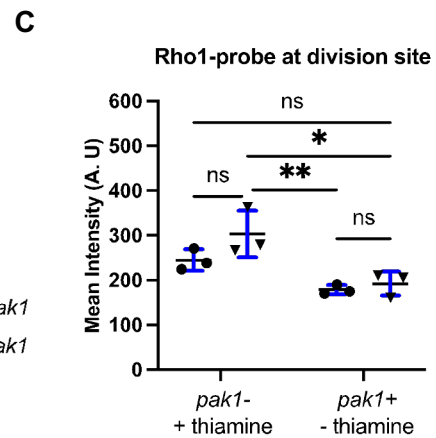 C
Rho1-probe at division site
ns
*
**
ns
ns
Mean Intensity (A. U)
600
500
400
300
200
100
0
ak1
ak1
pak1- pak1+
+ thiamine - thiamine